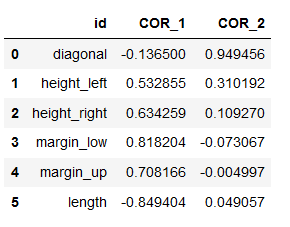 id COR_1 COR_2
0 diagonal -0.136500 0.949456
1 height_left 0.532855 0.310192
2 height_right 0.634259 0.109270
3 margin_low 0.818204 -0.073067
4 margin_up 0.708166 -0.004997
5 length -0.849404 0.049057